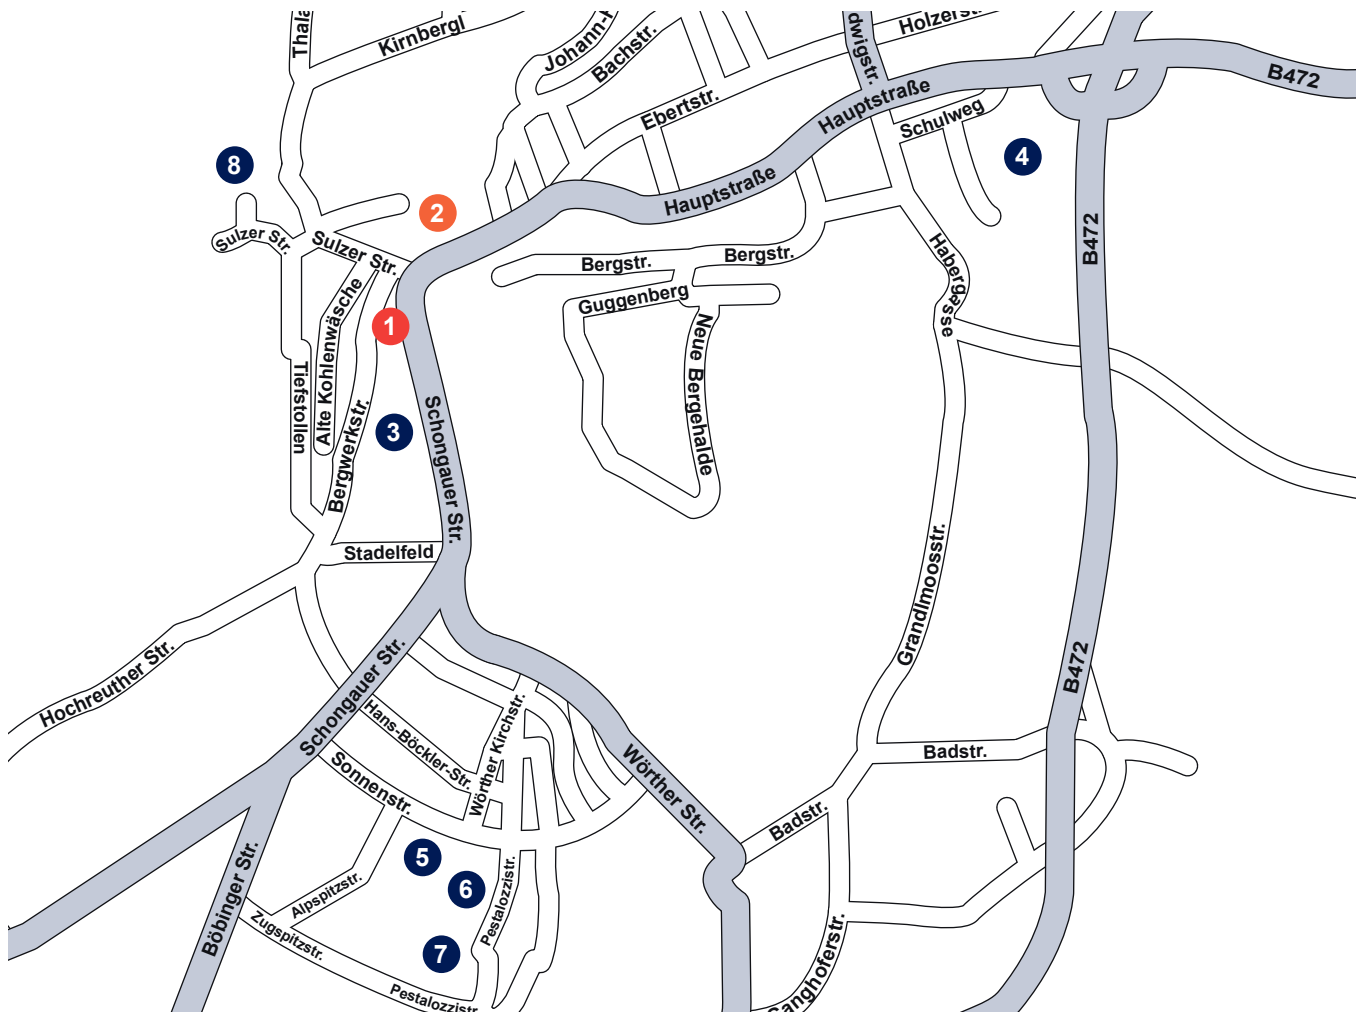 Thala
Kirnbergl
Johann-
Bachstr.
dwigstr.
Holzerst
B472
Ebertstr.
Hauptstraße
Schulweg
8
4
2
Hauptstraße
Sulzer Str.
Sulzer Str.
Bergstr.
Bergstr.
Habergasse
B472
Guggenberg
1
Alte Kohlenwäsche
Neue Bergehalde
Tiefstollen
Bergwerkstr.
3
Schongauer Str.
Stadelfeld
Grandlmoosstr.
Hochreuther Str.
Schongauer Str.
B472
Hans-Böckler-Str.
Wörther Kirchstr.
Sonnenstr.
Wörther Str.
Badstr.
Badstr.
5
6
7
Böbinger Str.
Alpspitzstr.
Zugspitzstr.
Pestalozzistr.
Pestalozzistr.
Ganghoferstr.